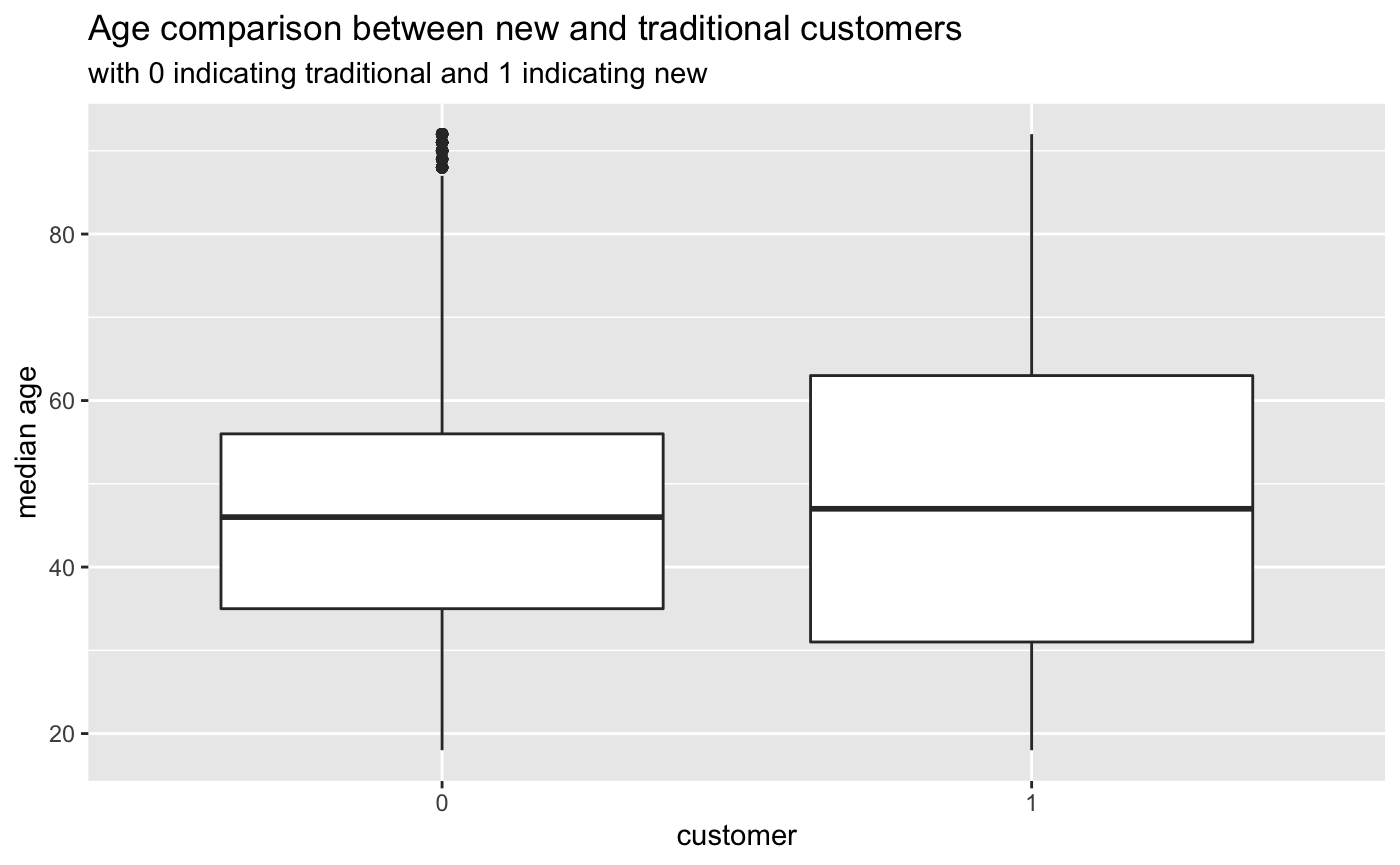 Age comparison between new and traditional customers
with 0 indicating traditional and 1 indicating new
median age
80
60
40
20
0 1
customer